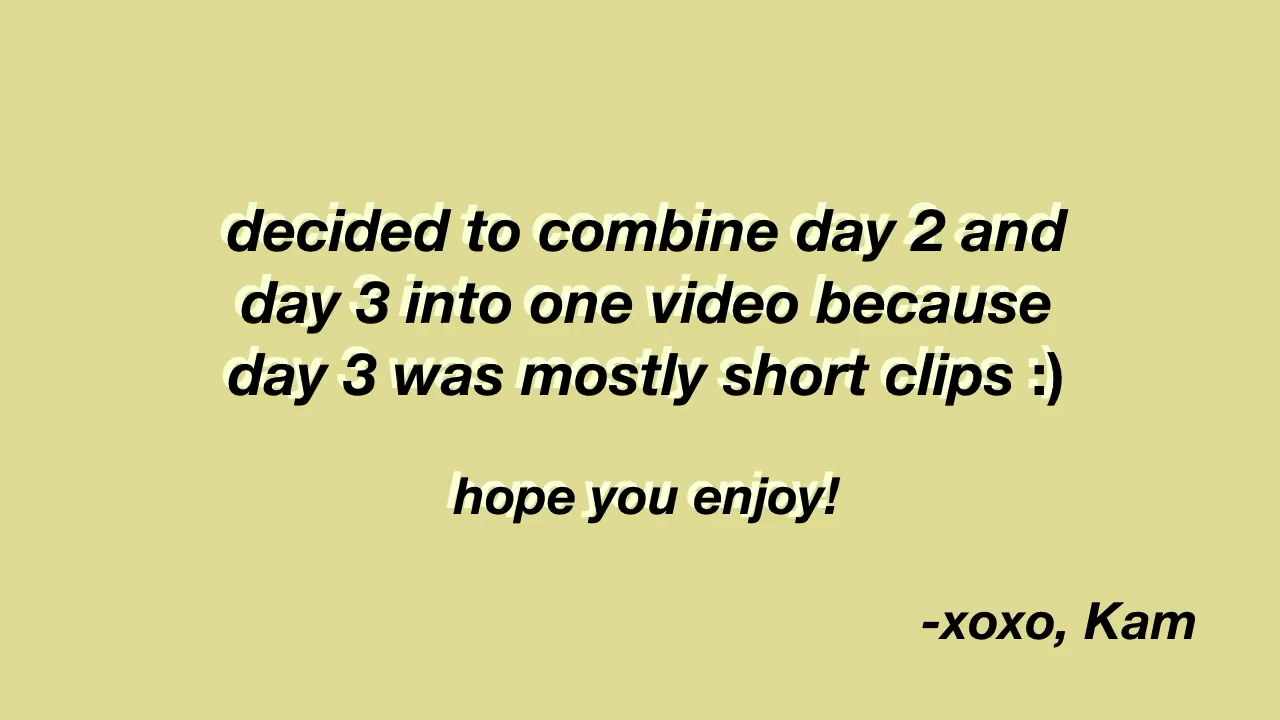 decided to combine day 2 and
day 3 into one video because
day 3 was mostly short clips :)
hope you enjoy!
-xoxo, Kam